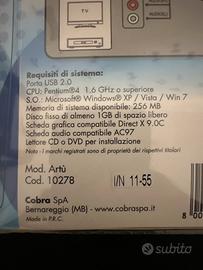 TV
Requisiti di sistema:
Porta USB 2.0
CPU: Pentium®4 1,6 GHz o superiore
S.O.: Microsoft® Windows® XP / Vista / Win 7
Memoria di sistema disponibile: 256 MB
Disco fisso di almeno 1GB di spazio libero
Scheda grafica compatibile Direct X 9.0C
Scheda audio compatibile AC97
Lettore CD o DVD per installazione
Nota - I marchi registrati sono di proprietà dei rispettivi titolari
Mod. Artù
Cod. 10278
I/N 11-55
Cobra SpA
Bernareggio (MB) - www.cobraspa.it
Made in P.R.C.
8 00
subito